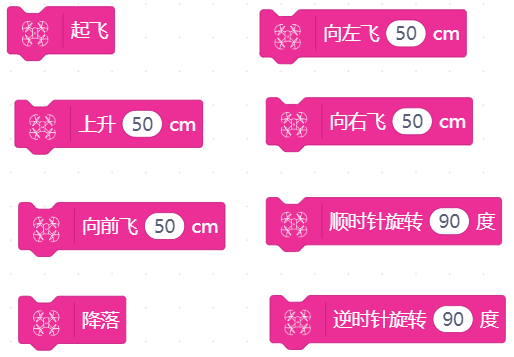 起飞
上升 50 cm
向前飞 50 cm
降落
向左飞 50 cm
向右飞 50 cm
顺时针旋转 90 度
逆时针旋转 90 度